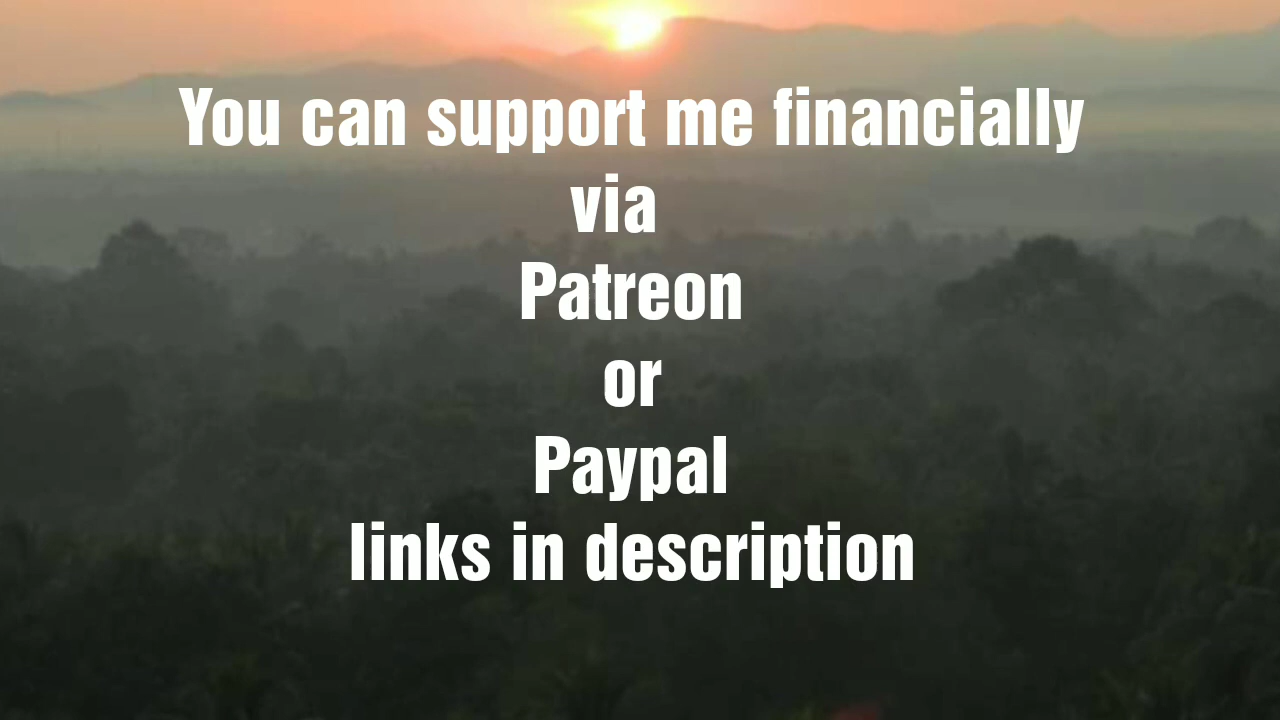 You can support me financially
via
Patreon
or
Paypal
links in description